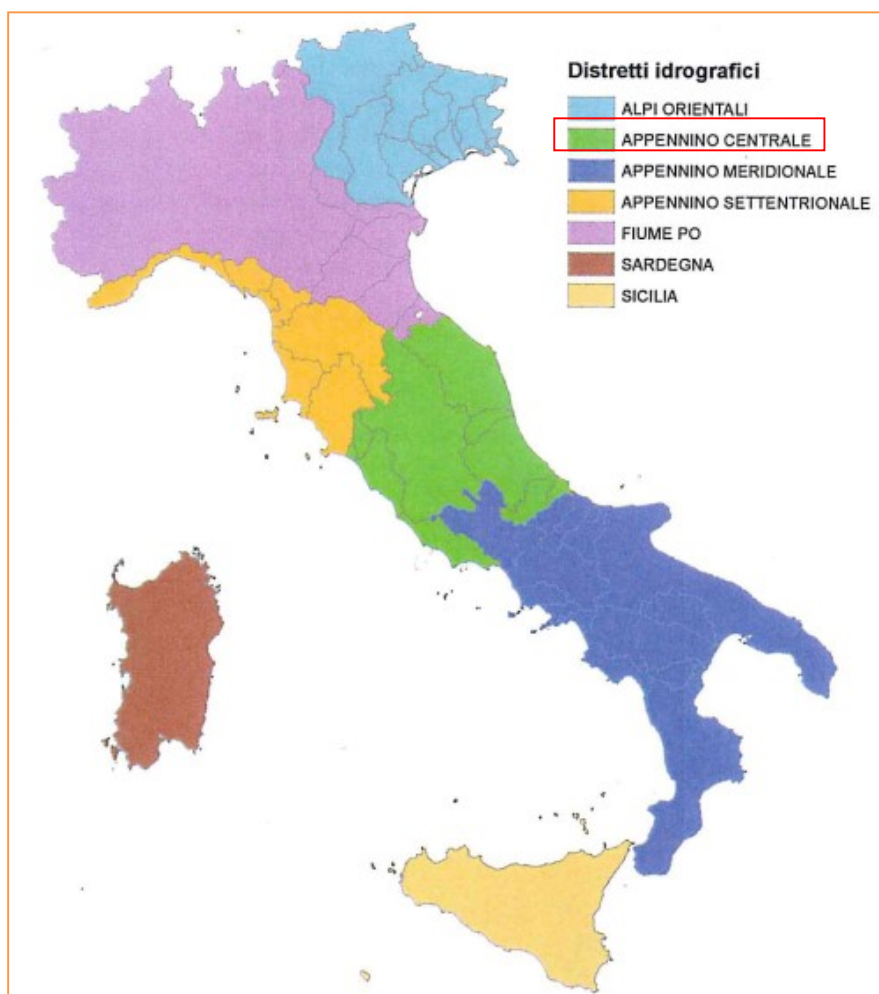 Distretti idrografici
ALPI ORIENTALI
APPENNINO CENTRALE
APPENNINO MERIDIONALE
APPENNINO SETTENTRIONALE
FIUME PO
SARDEGNA
SICILIA